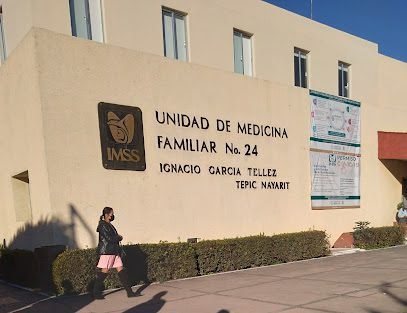 IMSS
UNIDAD DE MEDICINA
FAMILIAR No. 24
IGNACIO GARCIA TELLEZ
TEPIC NAYARIT